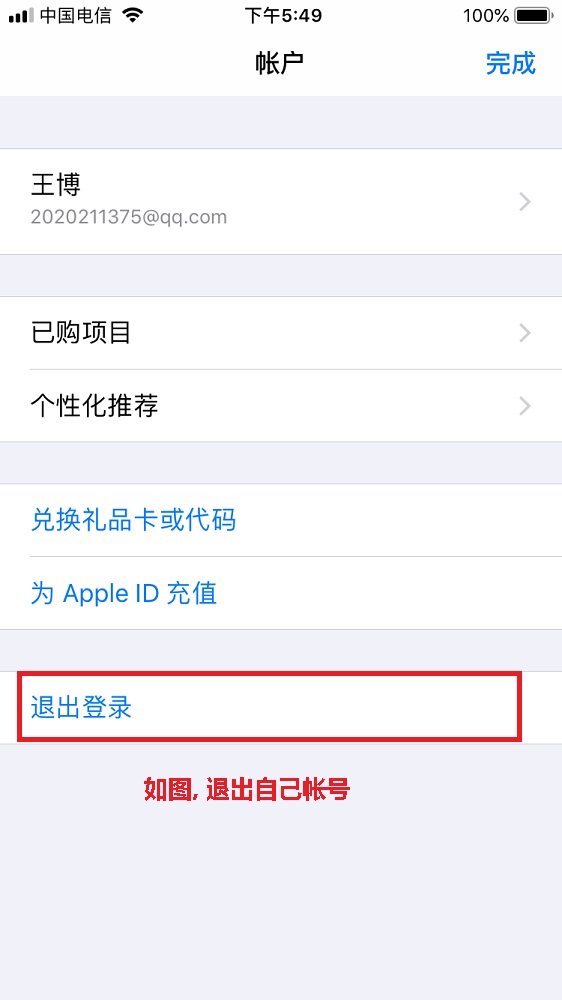 中国电信 下午5:49 100%
帐户 完成
王博
2020211375@qq.com
已购项目
个性化推荐
兑换礼品卡或代码
为 Apple ID 充值
退出登录
如图, 退出自己帐号